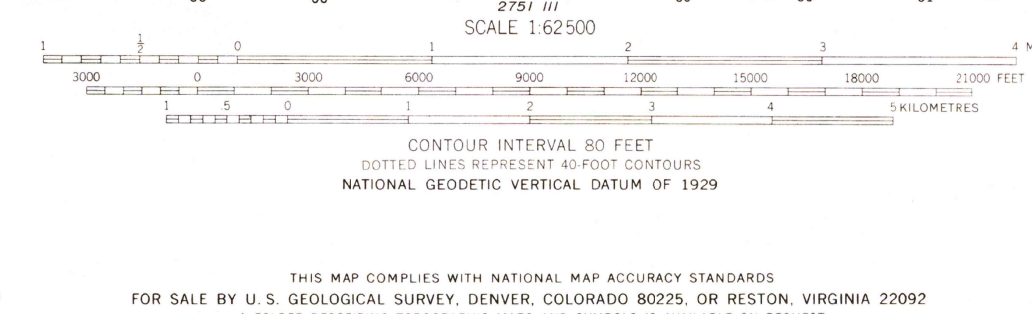 2751 III
SCALE 1:62500
1 1/2 0 1 2 3 4 M
3000 0 3000 6000 9000 12000 15000 18000 21000 FEET
1 .5 0 1 2 3 4 5 KILOMETRES
CONTOUR INTERVAL 80 FEET
DOTTED LINES REPRESENT 40-FOOT CONTOURS
NATIONAL GEODETIC VERTICAL DATUM OF 1929
THIS MAP COMPLIES WITH NATIONAL MAP ACCURACY STANDARDS
FOR SALE BY U. S. GEOLOGICAL SURVEY, DENVER, COLORADO 80225, OR RESTON, VIRGINIA 22092